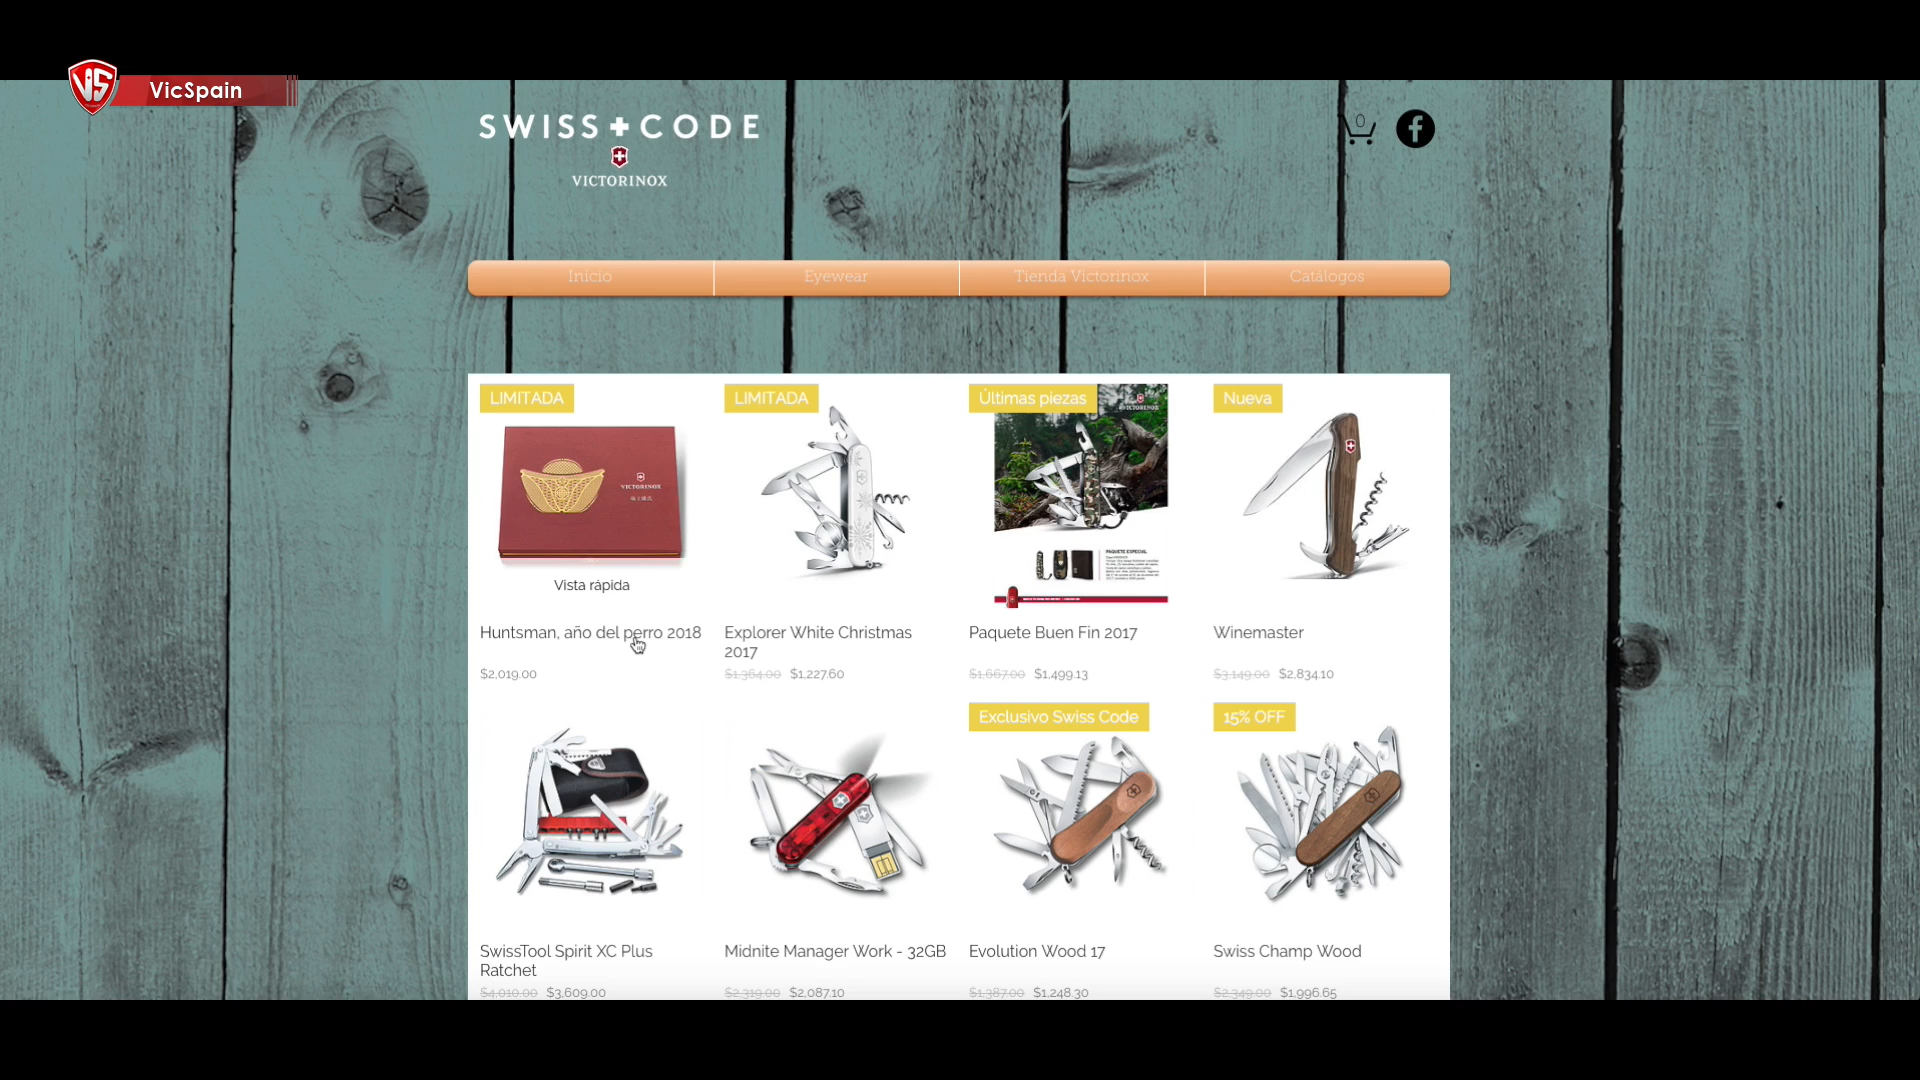 VicSpain
SWISS+CODE
VICTORINOX
0
Inicio
Eyewear
Tienda Victorinox
Catálogos
LIMITADA
VICTORINOX
Vista rápida
Huntsman, año del perro 2018
$2,019.00
LIMITADA
Explorer White Christmas
2017
$1,364.00 $1,227.60
Últimas piezas
VICTORINOX
PAQUETE ESPECIAL
Paquete Buen Fin 2017
$1,667.00 $1,499.13
Nueva
Winemaster
$3,149.00 $2,834.10
SwissTool Spirit XC Plus
Ratchet
$4,010.00 $3,609.00
Midnite Manager Work - 32GB
$2,319.00 $2,087.10
Exclusivo Swiss Code
Evolution Wood 17
$1,387.00 $1,248.30
15% OFF
Swiss Champ Wood
$2,349.00 $1,996.65